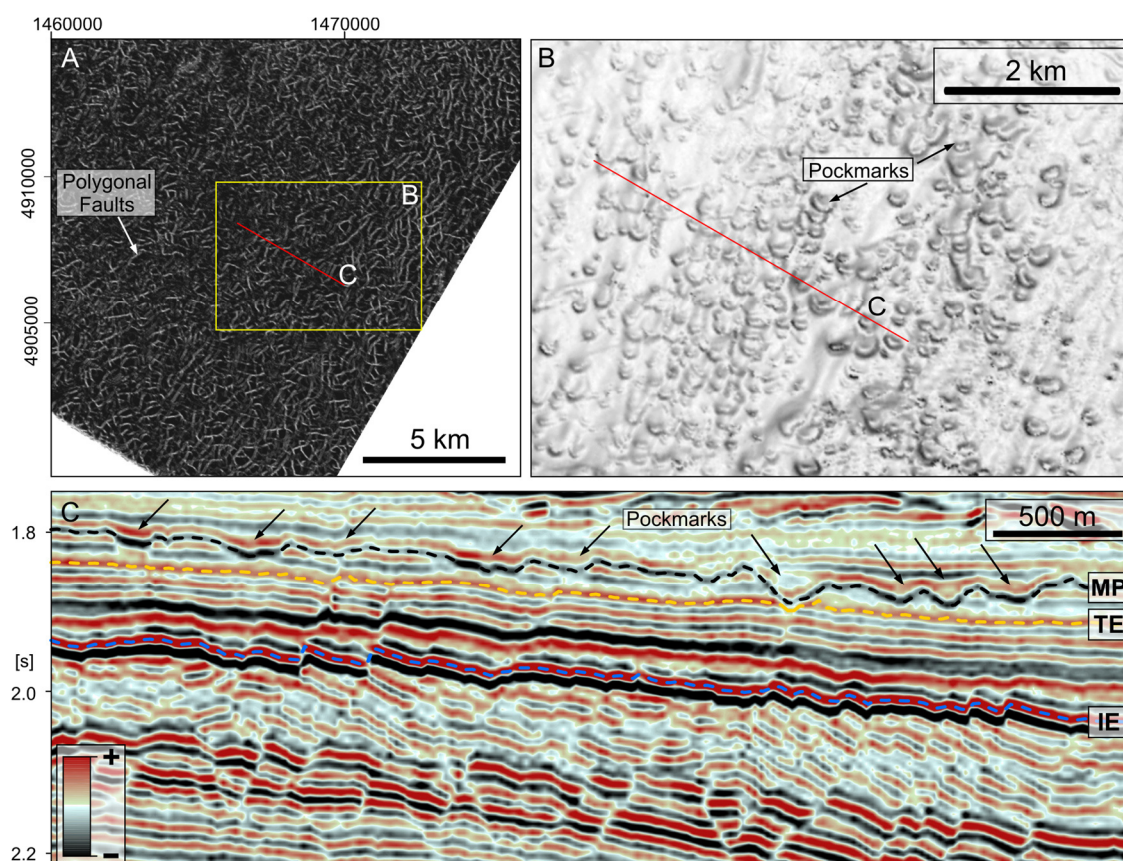 1460000
1470000
A
4910000
Polygonal
Faults
B
C
4905000
5 km
B
2 km
Pockmarks
C
C
1.8
Pockmarks
500 m
MP
TE
[s]
2.0
IE
+
-
2.2